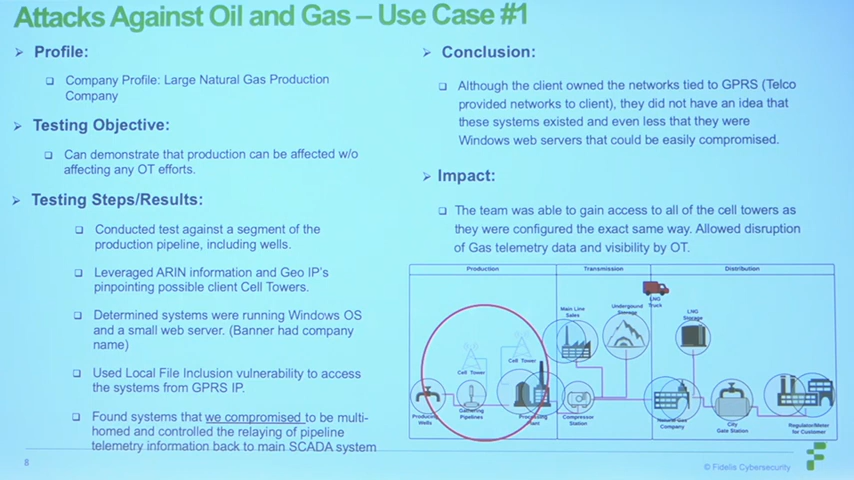 Attacks Against Oil and Gas – Use Case #1
Profile:
Company Profile: Large Natural Gas Production
Company
Testing Objective:
Can demonstrate that production can be affected w/o
affecting any OT efforts.
Testing Steps/Results:
Conducted test against a segment of the
production pipeline, including wells.
Leveraged ARIN information and Geo IP's
pinpointing possible client Cell Towers.
Determined systems were running Windows OS
and a small web server. (Banner had company
name)
Used Local File Inclusion vulnerability to access
the systems from GPRS IP.
Found systems that we compromised to be multi-
homed and controlled the relaying of pipeline
telemetry information back to main SCADA system
Conclusion:
Although the client owned the networks tied to GPRS (Telco
provided networks to client), they did not have an idea that
these systems existed and even less that they were
Windows web servers that could be easily compromised.
Impact:
The team was able to gain access to all of the cell towers as
they were configured the exact same way. Allowed disruption
of Gas telemetry data and visibility by OT.
Production
Transmission
Distribution
LNG
Truck
Main Line
Sales
Underground
Storage
LNG
Storage
Cell Tower
Cell Tower
Producing
Wells
Gathering
Pipelines
Processing
Plant
Compressor
Station
Natural Gas
Company
City
Gate Station
Regulator/Meter
for Customer
8
© Fidelis Cybersecurity